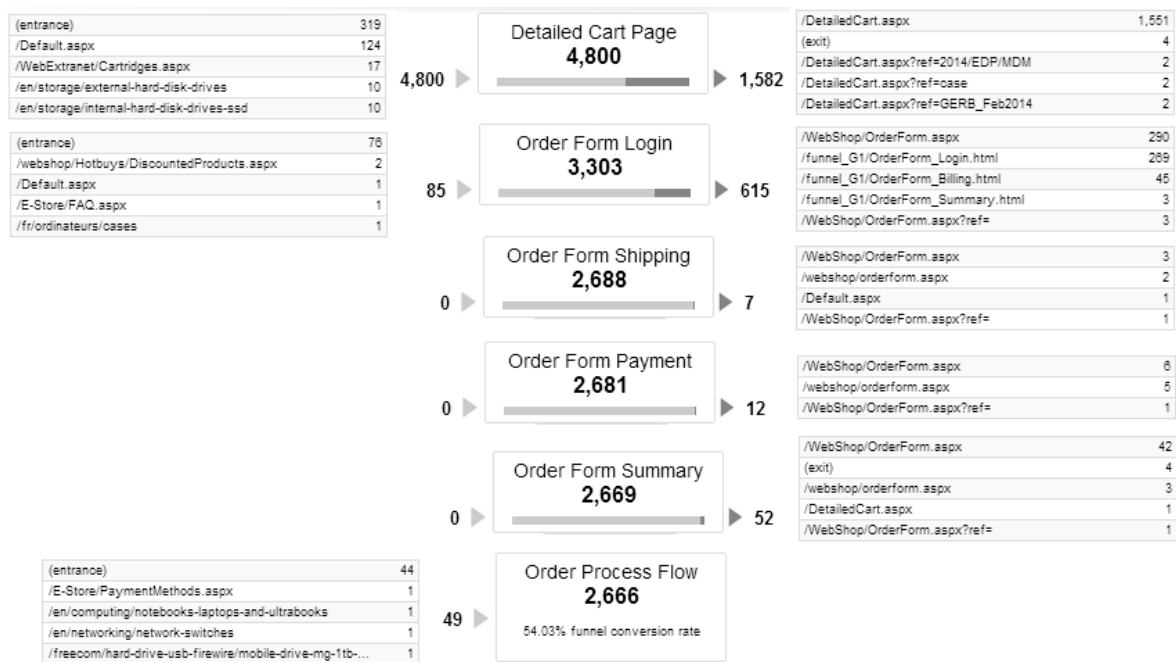 (entrance) 319
/Default.aspx 124
/WebExtranet/Cartridges.aspx 17
/en/storage/external-hard-disk-drives 10
/en/storage/internal-hard-disk-drives-ssd 10
4,800
Detailed Cart Page
4,800
1,582
/DetailedCart.aspx 1,551
(exit) 4
/DetailedCart.aspx?ref=2014/EDP/MDM 2
/DetailedCart.aspx?ref=case 2
/DetailedCart.aspx?ref=GERB_Feb2014 2
(entrance) 76
/webshop/Hotbuys/DiscountedProducts.aspx 2
/Default.aspx 1
/E-Store/FAQ.aspx 1
/fr/ordinateurs/cases 1
85
Order Form Login
3,303
615
/WebShop/OrderForm.aspx 290
/funnel_G1/OrderForm_Login.html 269
/funnel_G1/OrderForm_Billing.html 45
/funnel_G1/OrderForm_Summary.html 3
/WebShop/OrderForm.aspx?ref= 3
0
Order Form Shipping
2,688
7
/WebShop/OrderForm.aspx 3
/webshop/orderform.aspx 2
/Default.aspx 1
/WebShop/OrderForm.aspx?ref= 1
0
Order Form Payment
2,681
12
/WebShop/OrderForm.aspx 6
/webshop/orderform.aspx 5
/WebShop/OrderForm.aspx?ref= 1
0
Order Form Summary
2,669
52
/WebShop/OrderForm.aspx 42
(exit) 4
/webshop/orderform.aspx 3
/DetailedCart.aspx 1
/WebShop/OrderForm.aspx?ref= 1
(entrance) 44
/E-Store/PaymentMethods.aspx 1
/en/computing/notebooks-laptops-and-ultrabooks 1
/en/networking/network-switches 1
/freecom/hard-drive-usb-firewire/mobile-drive-mg-1tb-... 1
49
Order Process Flow
2,666
54.03% funnel conversion rate